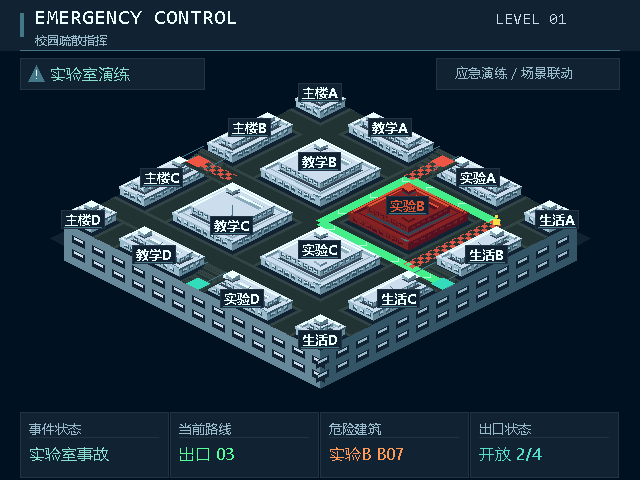 EMERGENCY CONTROL
LEVEL 01
校园疏散指挥
实验室演练
应急演练 / 场景联动
主楼A
主楼B
教学A
教学B
主楼C
实验A
实验B
主楼D
教学C
生活A
教学D
实验C
生活B
实验D
生活C
生活D
事件状态
实验室事故
当前路线
出口 03
危险建筑
实验B B07
出口状态
开放 2/4